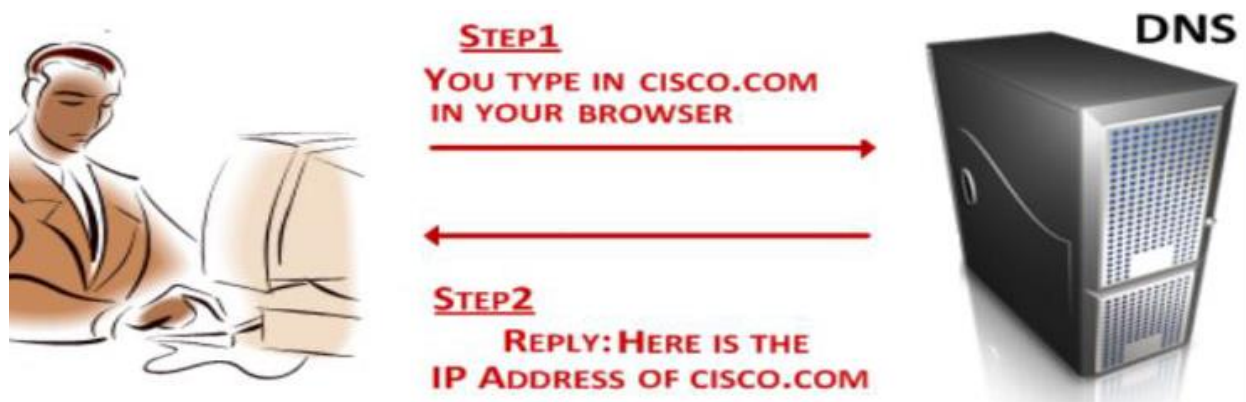 DNS
STEP1
YOU TYPE IN CISCO.COM
IN YOUR BROWSER
STEP2
REPLY: HERE IS THE
IP ADDRESS OF CISCO.COM